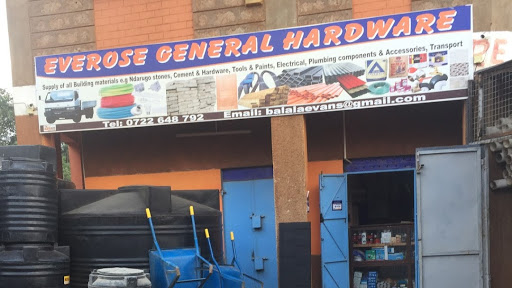 EVEROSE GENERAL HARDWARE
Supply of all Building materials e.g Ndarugo stones, Cement & Hardware, Tools & Paints, Electrical, Plumbing components & Accessories, Transport
Tel: 0722 648 792 Email: balalaevans@gmail.com